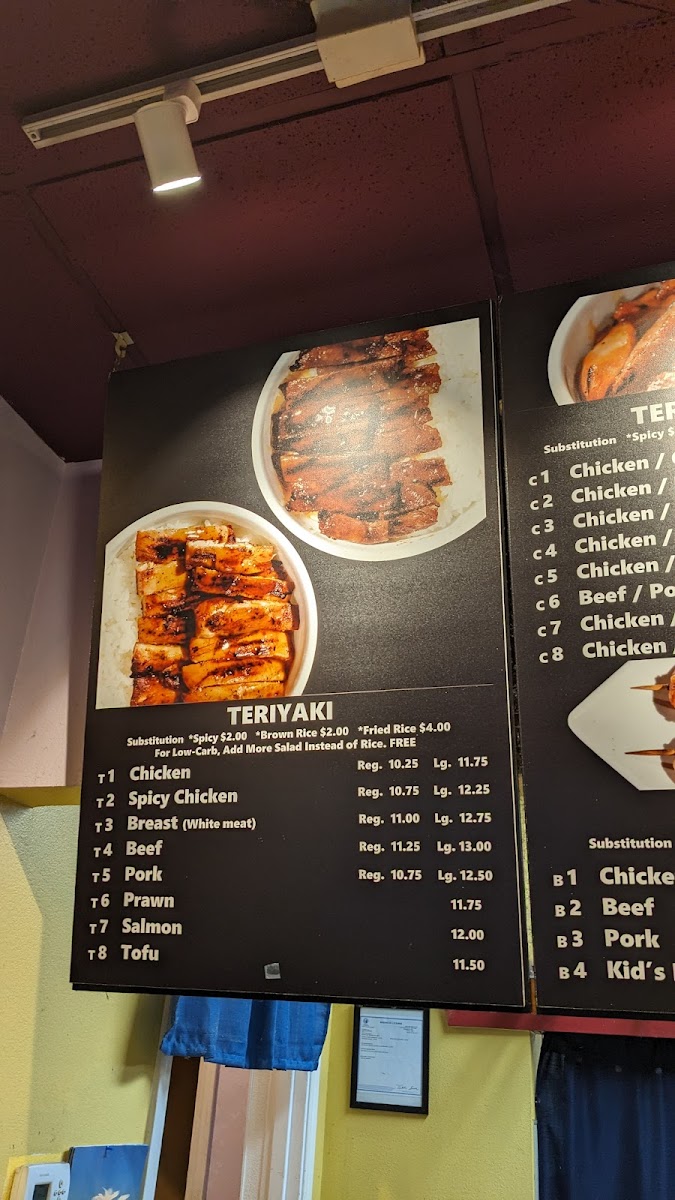 TERIYAKI
Substitution *Spicy $2.00 *Brown Rice $2.00 *Fried Rice $4.00
For Low-Carb, Add More Salad Instead of Rice. FREE
T1 Chicken Reg. 10.25 Lg. 11.75
T2 Spicy Chicken Reg. 10.75 Lg. 12.25
T3 Breast (White meat) Reg. 11.00 Lg. 12.75
T4 Beef Reg. 11.25 Lg. 13.00
T5 Pork Reg. 10.75 Lg. 12.50
T6 Prawn 11.75
T7 Salmon 12.00
T8 Tofu 11.50
TER
Substitution *Spicy $
C1 Chicken /
C2 Chicken /
C3 Chicken /
C4 Chicken /
C5 Chicken /
C6 Beef / Po
C7 Chicken /
C8 Chicken /
Substitution
B1 Chicke
B2 Beef
B3 Pork
B4 Kid's